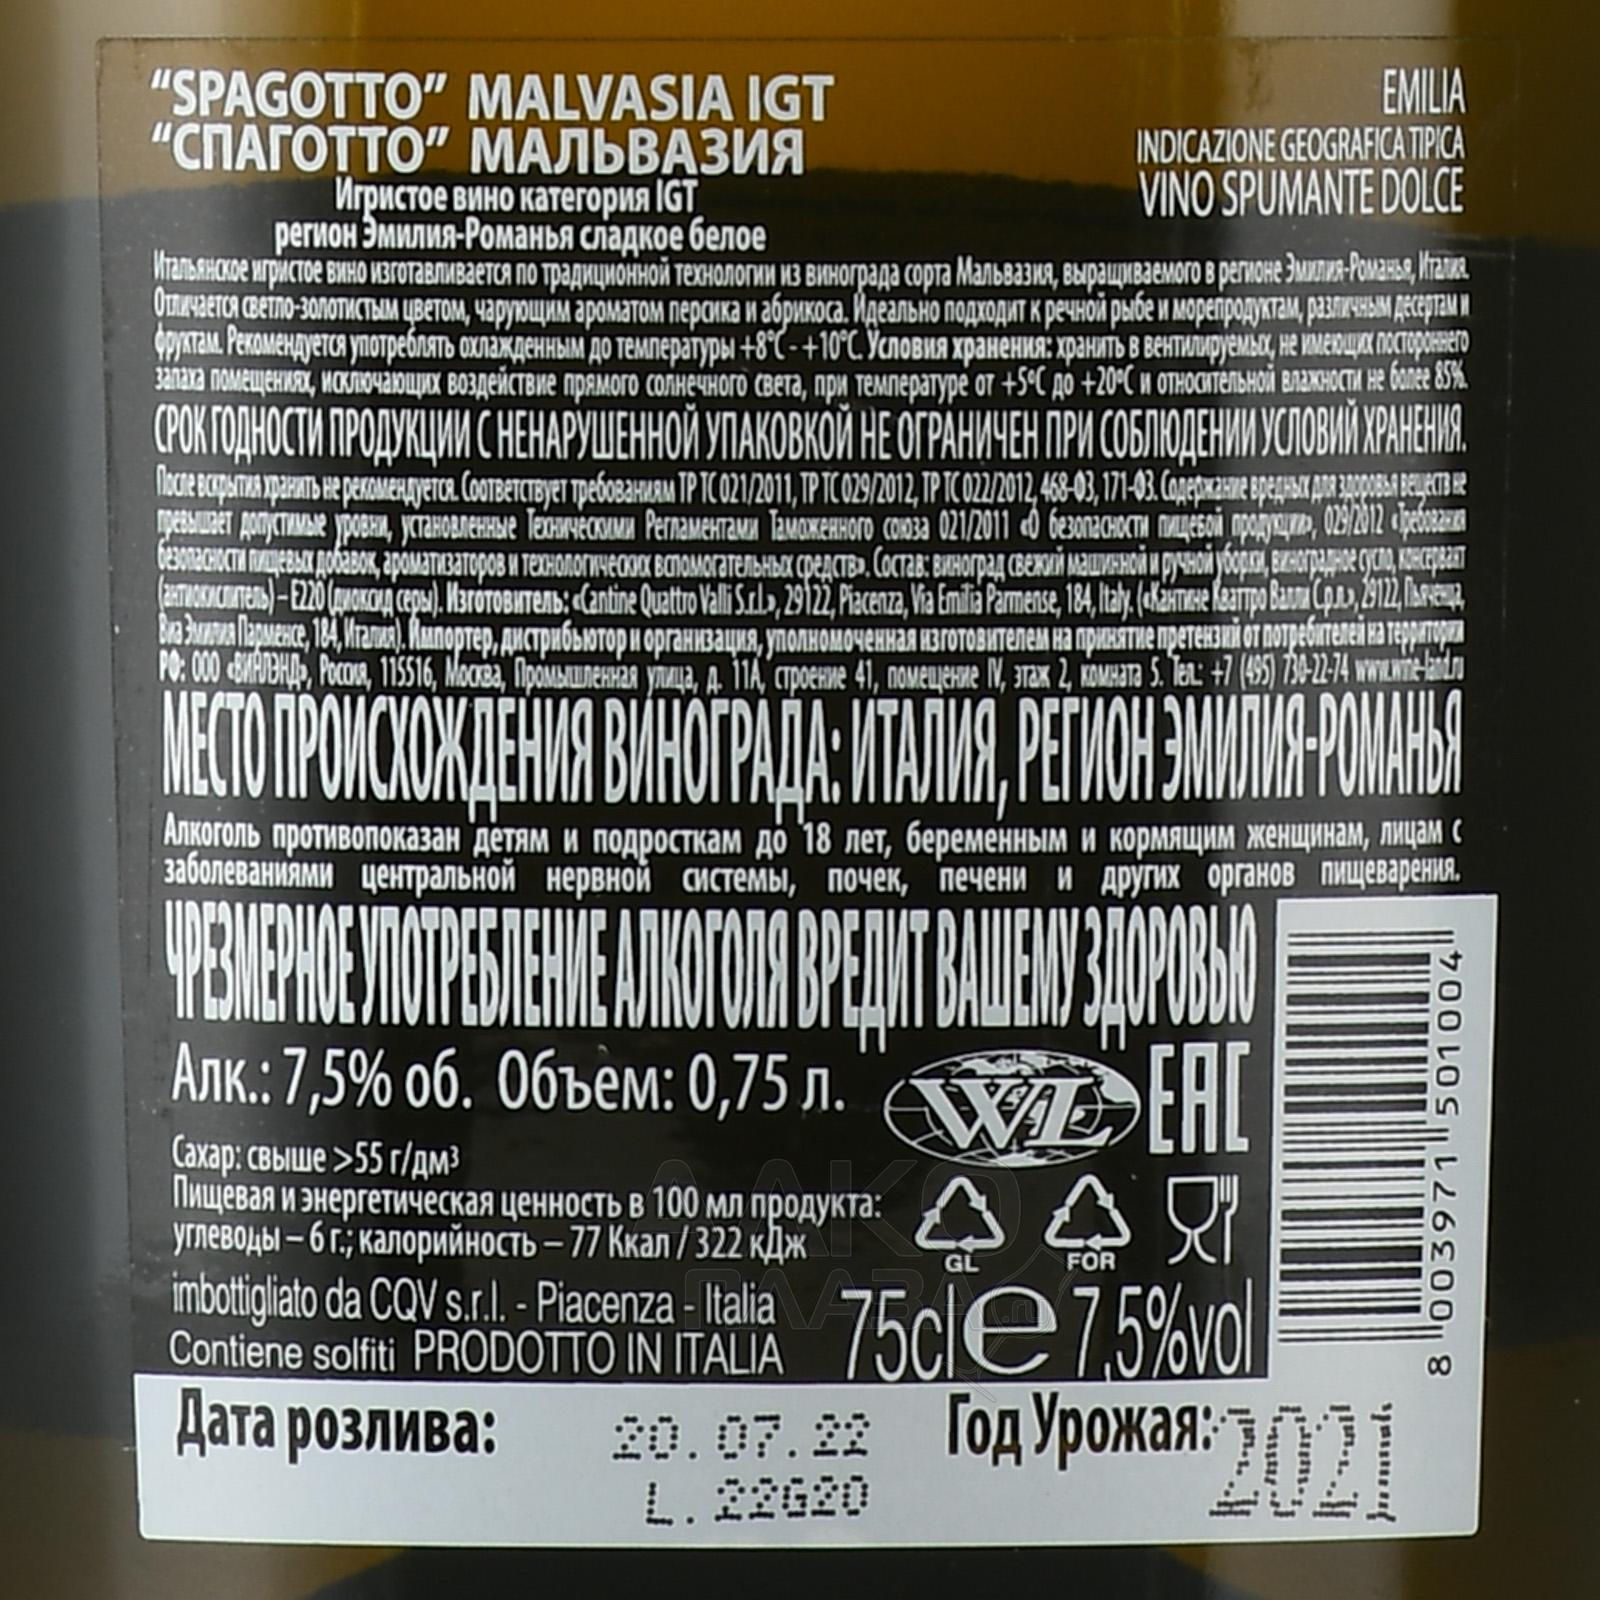 “SPAGOTTO” MALVASIA IGT
“СПАГОТТО” МАЛЬВАЗИЯ
Игристое вино категория IGT
регион Эмилия-Романья сладкое белое
EMILIA
INDICAZIONE GEOGRAFICA TIPICA
VINO SPUMANTE DOLCE
Итальянское игристое вино изготавливается по традиционной технологии из винограда сорта Мальвазия, выращиваемого в регионе Эмилия-Романья, Италия.
Отличается светло-золотистым цветом, чарующим ароматом персика и абрикоса. Идеально подходит к речной рыбе и морепродуктам, различным десертам и
фруктам. Рекомендуется употреблять охлажденным до температуры +8°С - +10°С. Условия хранения: хранить в вентилируемых, не имеющих постороннего
запаха помещениях, исключающих воздействие прямого солнечного света, при температуре от +5°С до +20°С и относительной влажности не более 85%.
СРОК ГОДНОСТИ ПРОДУКЦИИ С НЕНАРУШЕННОЙ УПАКОВКОЙ НЕ ОГРАНИЧЕН ПРИ СОБЛЮДЕНИИ УСЛОВИЙ ХРАНЕНИЯ.
После вскрытия хранить не рекомендуется. Соответствует требованиям ТР ТС 021/2011, ТР ТС 029/2012, ТР ТС 022/2012, 468-ФЗ, 171-ФЗ. Содержание вредных для здоровья веществ не
превышает допустимые уровни, установленные Техническими Регламентами Таможенного союза 021/2011 «О безопасности пищевой продукции», 029/2012 «Требования
безопасности пищевых добавок, ароматизаторов и технологических вспомогательных средств». Состав: виноград свежий машинной и ручной уборки, виноградное сусло, консервант
(антиокислитель) – Е220 (диоксид серы). Изготовитель: «Cantine Quattro Valli S.r.l.», 29122, Piacenza, Via Emilia Parmense, 184, Italy. («Кантине Кваттро Валли С.р.л.», 29122, Пьяченца,
Виа Эмилия Парменсе, 184, Италия). Импортер, дистрибьютор и организация, уполномоченная изготовителем на принятие претензий от потребителей на территории
РФ: ООО «ВИНЛЭНД», Россия, 115516, Москва, Промышленная улица, д. 11А, строение 41, помещение IV, этаж 2, комната 5. Тел.: +7 (495) 730-22-74 www.wine-land.ru
МЕСТО ПРОИСХОЖДЕНИЯ ВИНОГРАДА: ИТАЛИЯ, РЕГИОН ЭМИЛИЯ-РОМАНЬЯ
Алкоголь противопоказан детям и подросткам до 18 лет, беременным и кормящим женщинам, лицам с
заболеваниями центральной нервной системы, почек, печени и других органов пищеварения.
ЧРЕЗМЕРНОЕ УПОТРЕБЛЕНИЕ АЛКОГОЛЯ ВРЕДИТ ВАШЕМУ ЗДОРОВЬЮ
Алк.: 7,5% об. Объем: 0,75 л.
WL EAC
Сахар: свыше >55 г/дм³
Пищевая и энергетическая ценность в 100 мл продукта:
углеводы – 6 г.; калорийность – 77 Ккал / 322 кДж
GL FOR
imbottigliato da CQV s.r.l. - Piacenza - Italia
Contiene solfiti PRODOTTO IN ITALIA
75cl e 7,5%vol
8 003971 501004
Дата розлива: 20.07.22
L. 22G20
Год Урожая: 2021
АЛКО
ПЛАЗА.ru